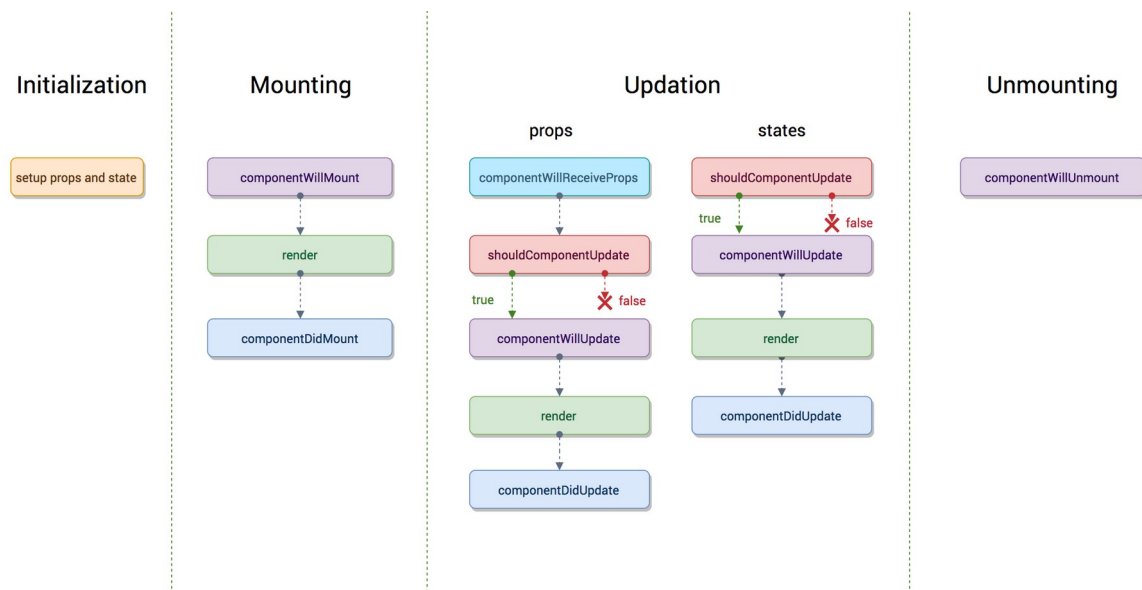 Initialization
setup props and state
Mounting
componentWillMount
render
componentDidMount
Updation
props
componentWillReceiveProps
shouldComponentUpdate
true
false
componentWillUpdate
render
componentDidUpdate
states
shouldComponentUpdate
true
false
componentWillUpdate
render
componentDidUpdate
Unmounting
componentWillUnmount